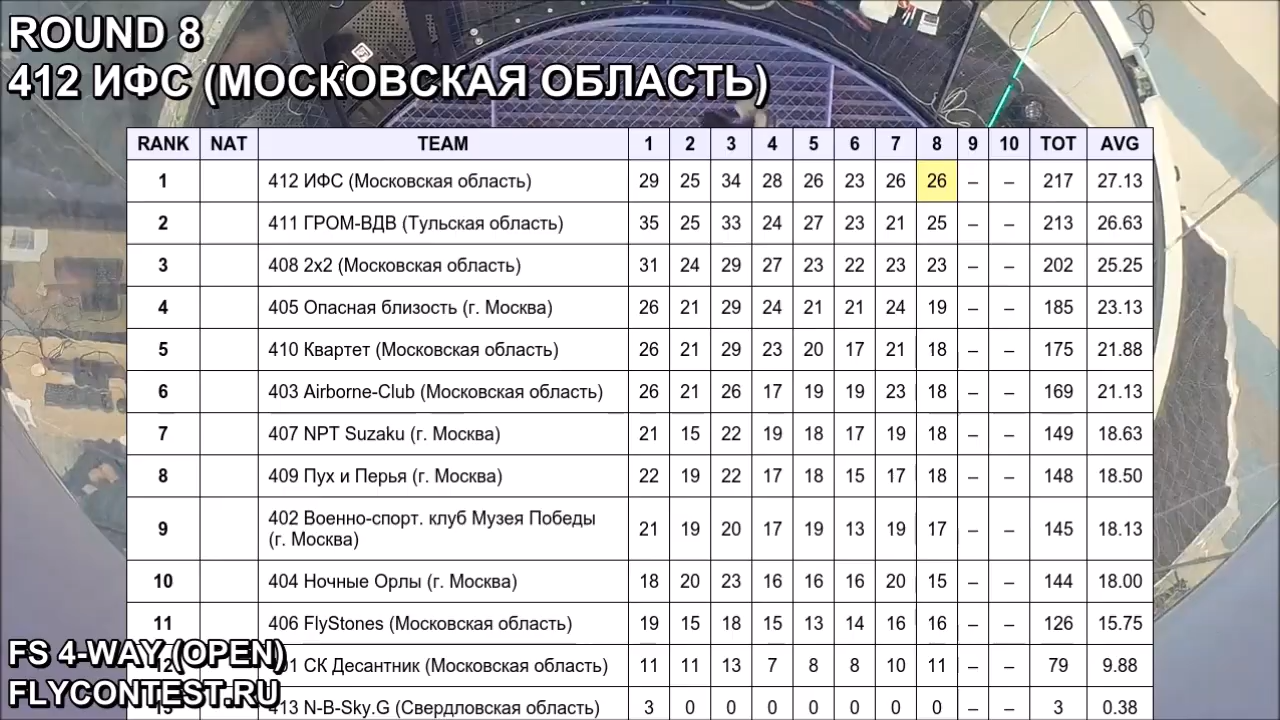 ROUND 8
412 ИФС (МОСКОВСКАЯ ОБЛАСТЬ)
RANK NAT TEAM 1 2 3 4 5 6 7 8 9 10 TOT AVG
1 412 ИФС (Московская область) 29 25 34 28 26 23 26 26 – – 217 27.13
2 411 ГРОМ-ВДВ (Тульская область) 35 25 33 24 27 23 21 25 – – 213 26.63
3 408 2x2 (Московская область) 31 24 29 27 23 22 23 23 – – 202 25.25
4 405 Опасная близость (г. Москва) 26 21 29 24 21 21 24 19 – – 185 23.13
5 410 Квартет (Московская область) 26 21 29 23 20 17 21 18 – – 175 21.88
6 403 Airborne-Club (Московская область) 26 21 26 17 19 19 23 18 – – 169 21.13
7 407 NPT Suzaku (г. Москва) 21 15 22 19 18 17 19 18 – – 149 18.63
8 409 Пух и Перья (г. Москва) 22 19 22 17 18 15 17 18 – – 148 18.50
9 402 Военно-спорт. клуб Музея Победы
(г. Москва) 21 19 20 17 19 13 19 17 – – 145 18.13
10 404 Ночные Орлы (г. Москва) 18 20 23 16 16 16 20 15 – – 144 18.00
11 406 FlyStones (Московская область) 19 15 18 15 13 14 16 16 – – 126 15.75
СК Десантник (Московская область) 11 11 13 7 8 8 10 11 – – 79 9.88
413 N-B-Sky.G (Свердловская область) 3 0 0 0 0 0 0 0 – – 3 0.38
FS 4-WAY (OPEN)
FLYCONTEST.RU